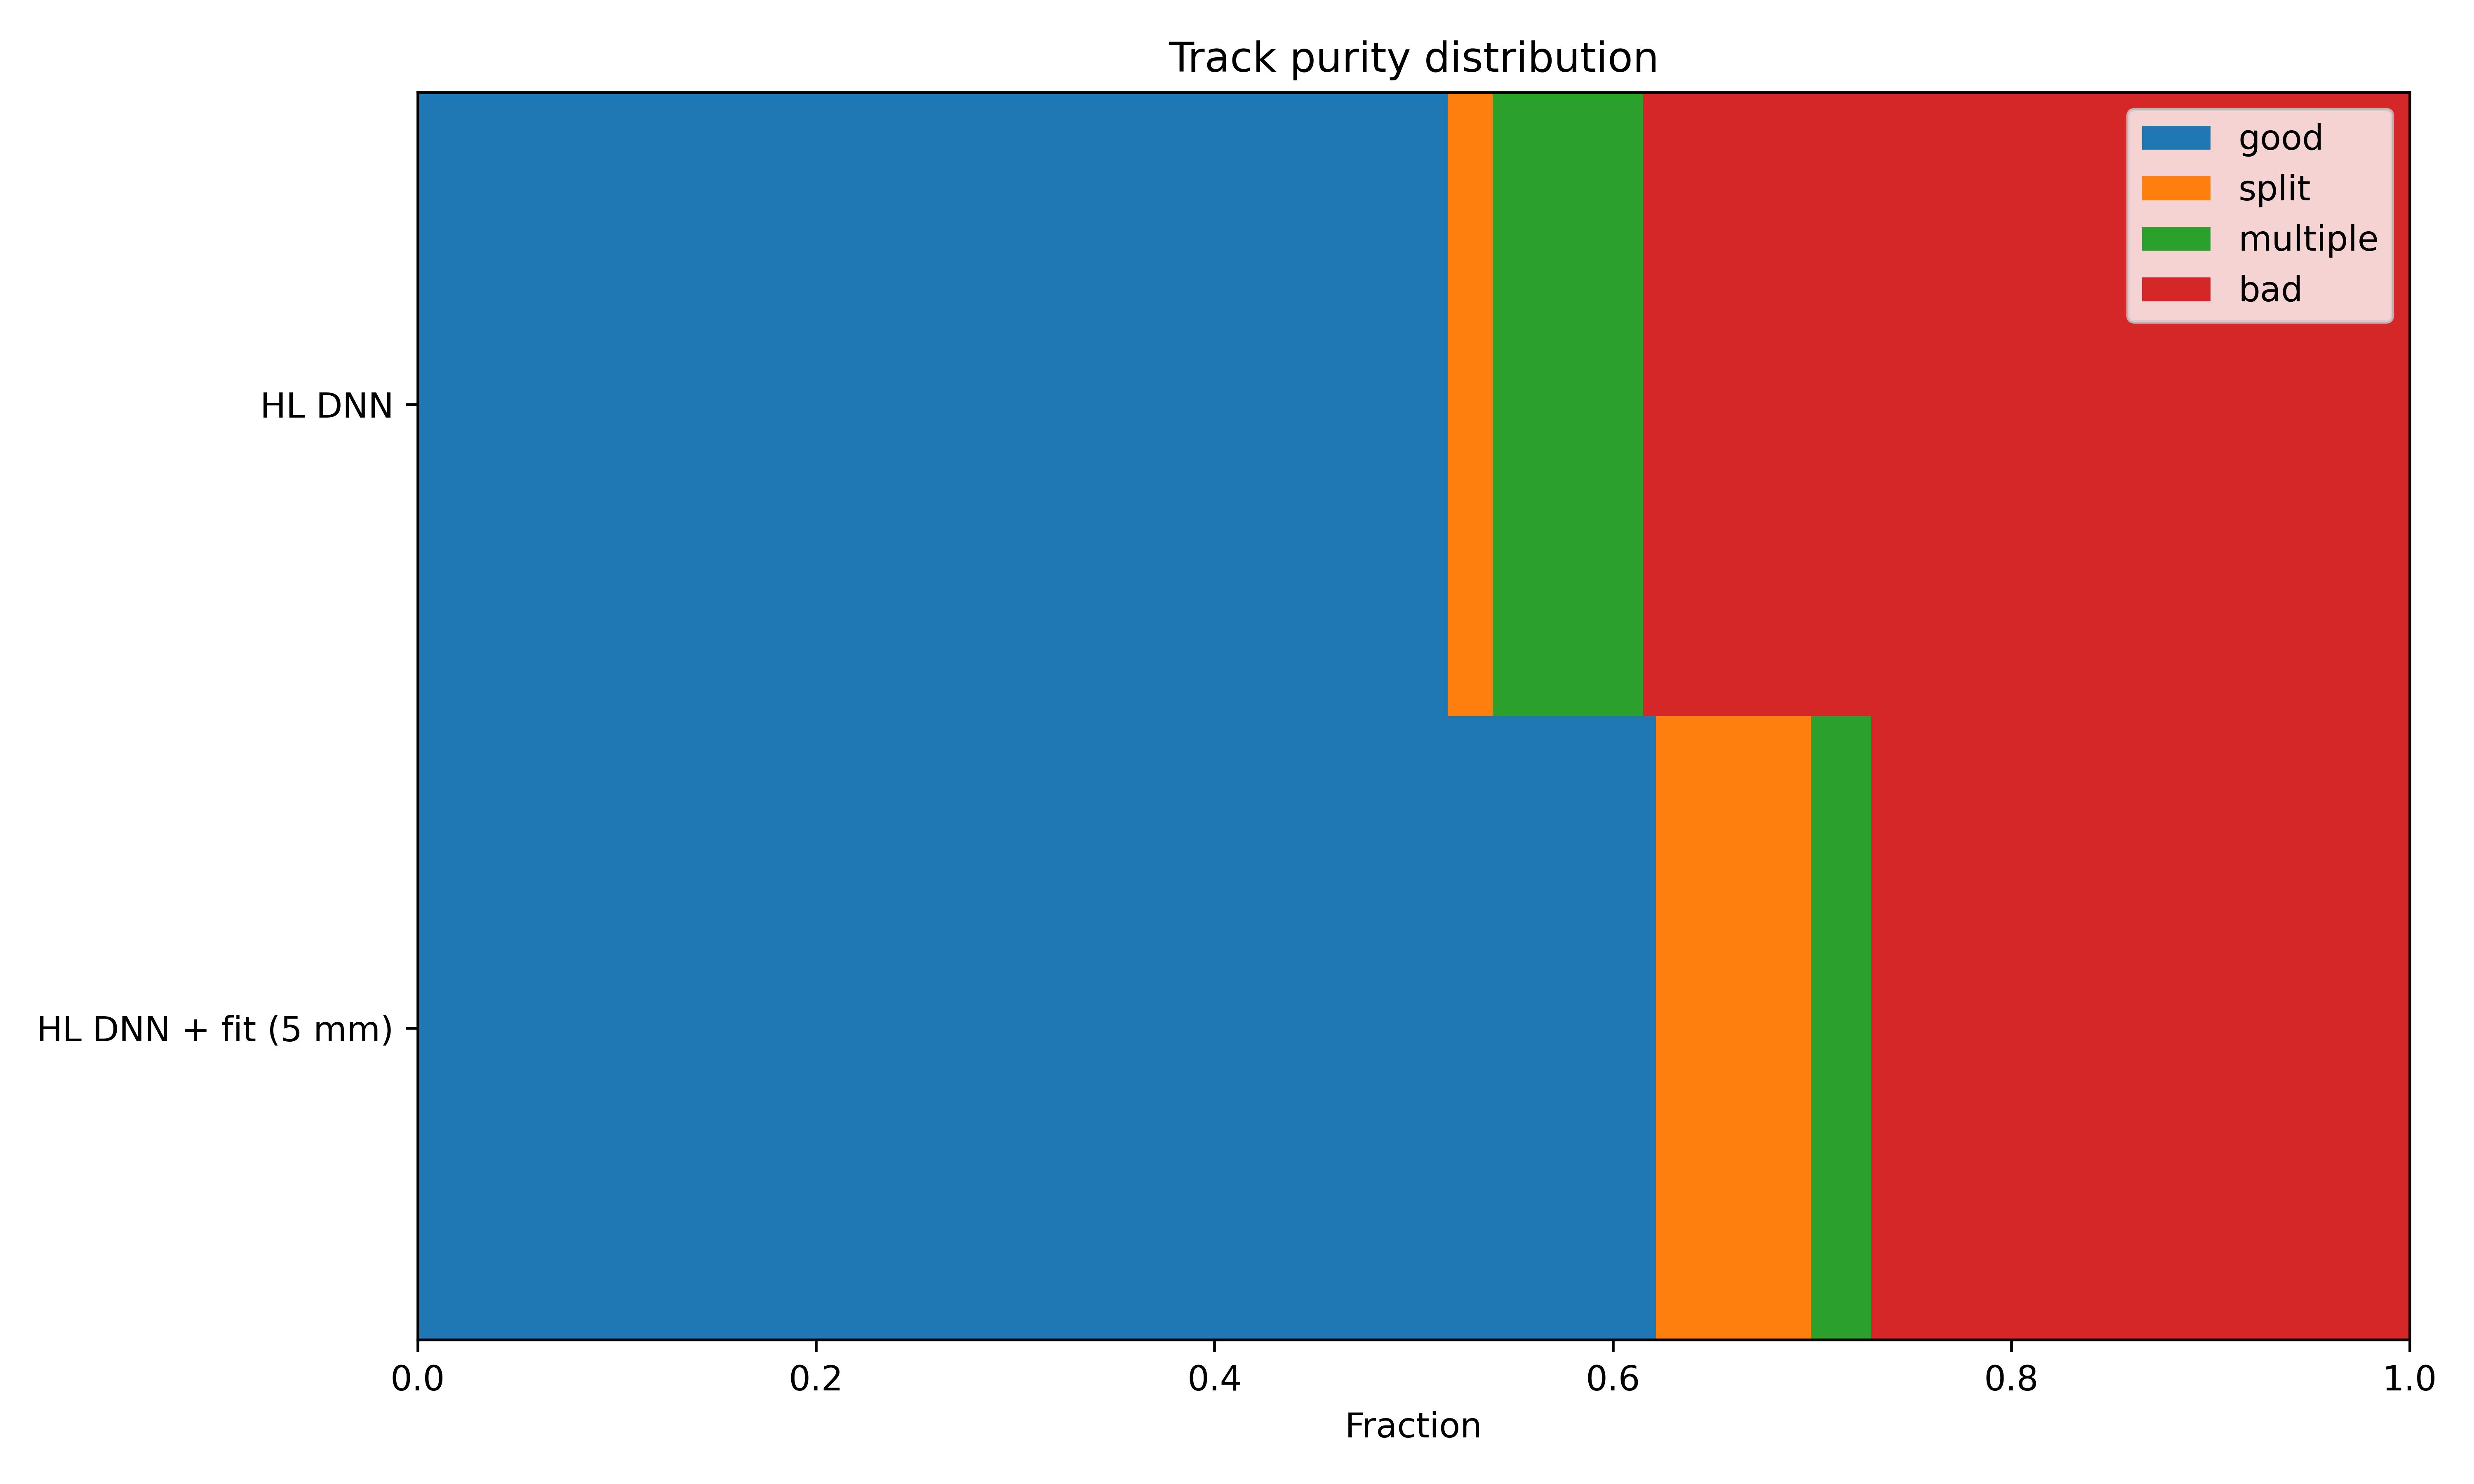 Track purity distribution
good
split
multiple
bad
HL DNN
HL DNN + fit (5 mm)
0.0 0.2 0.4 0.6 0.8 1.0
Fraction